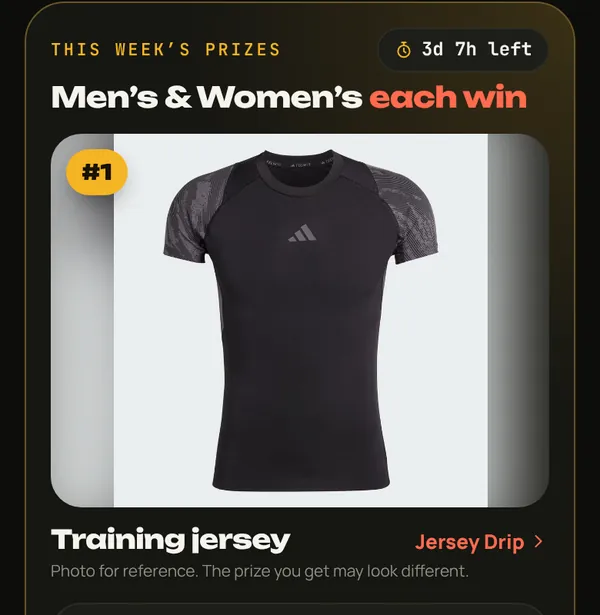 THIS WEEK’S PRIZES
3d 7h left
Men’s & Women’s each win
#1
Training jersey
Jersey Drip >
Photo for reference. The prize you get may look different.